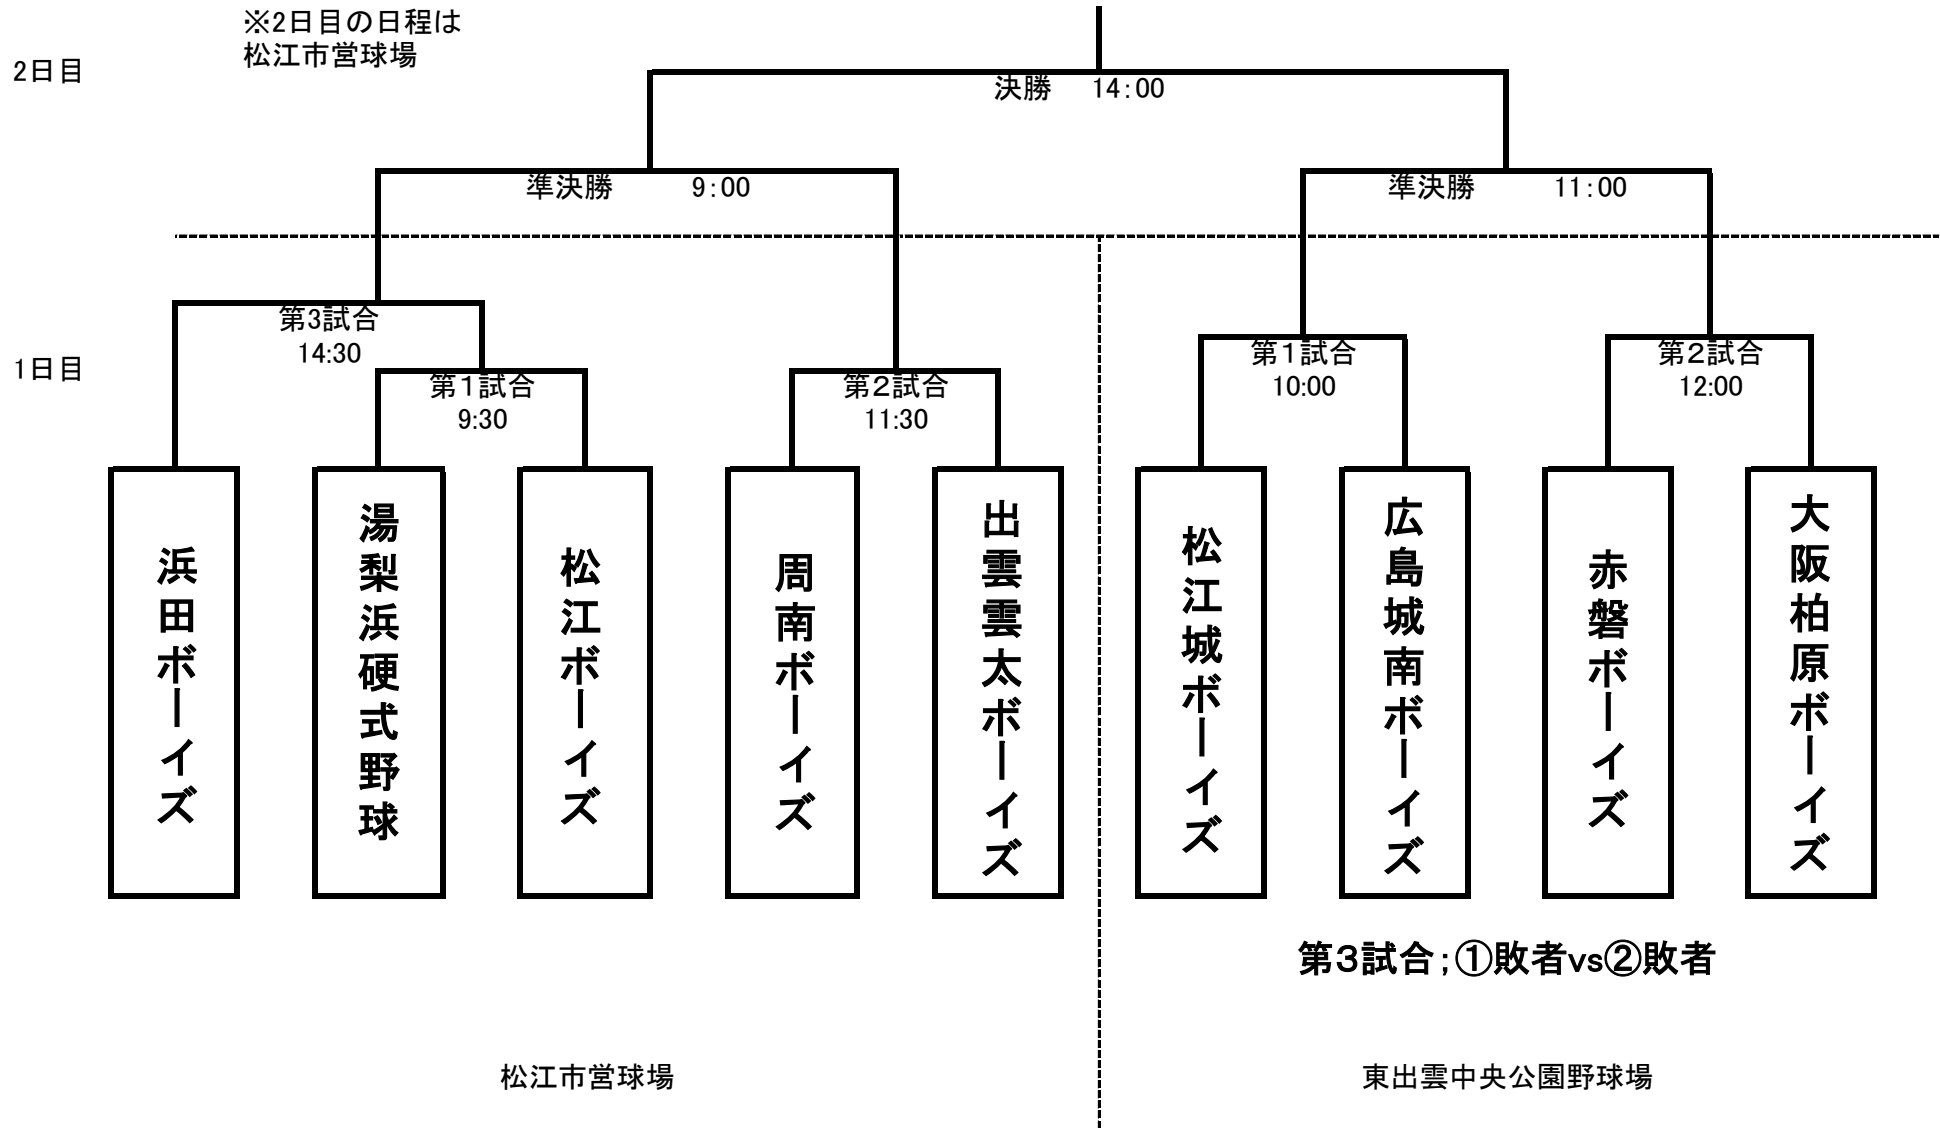 ※2日目の日程は
松江市営球場
2日目
決勝 14:00
準決勝 9:00
準決勝 11:00
1日目
第3試合
14:30
第1試合
9:30
第2試合
11:30
第1試合
10:00
第2試合
12:00
浜田ボーイズ
湯梨浜硬式野球
松江ボーイズ
周南ボーイズ
出雲雲太ボーイズ
松江城ボーイズ
広島城南ボーイズ
赤磐ボーイズ
大阪柏原ボーイズ
第3試合;①敗者vs②敗者
松江市営球場
東出雲中央公園野球場